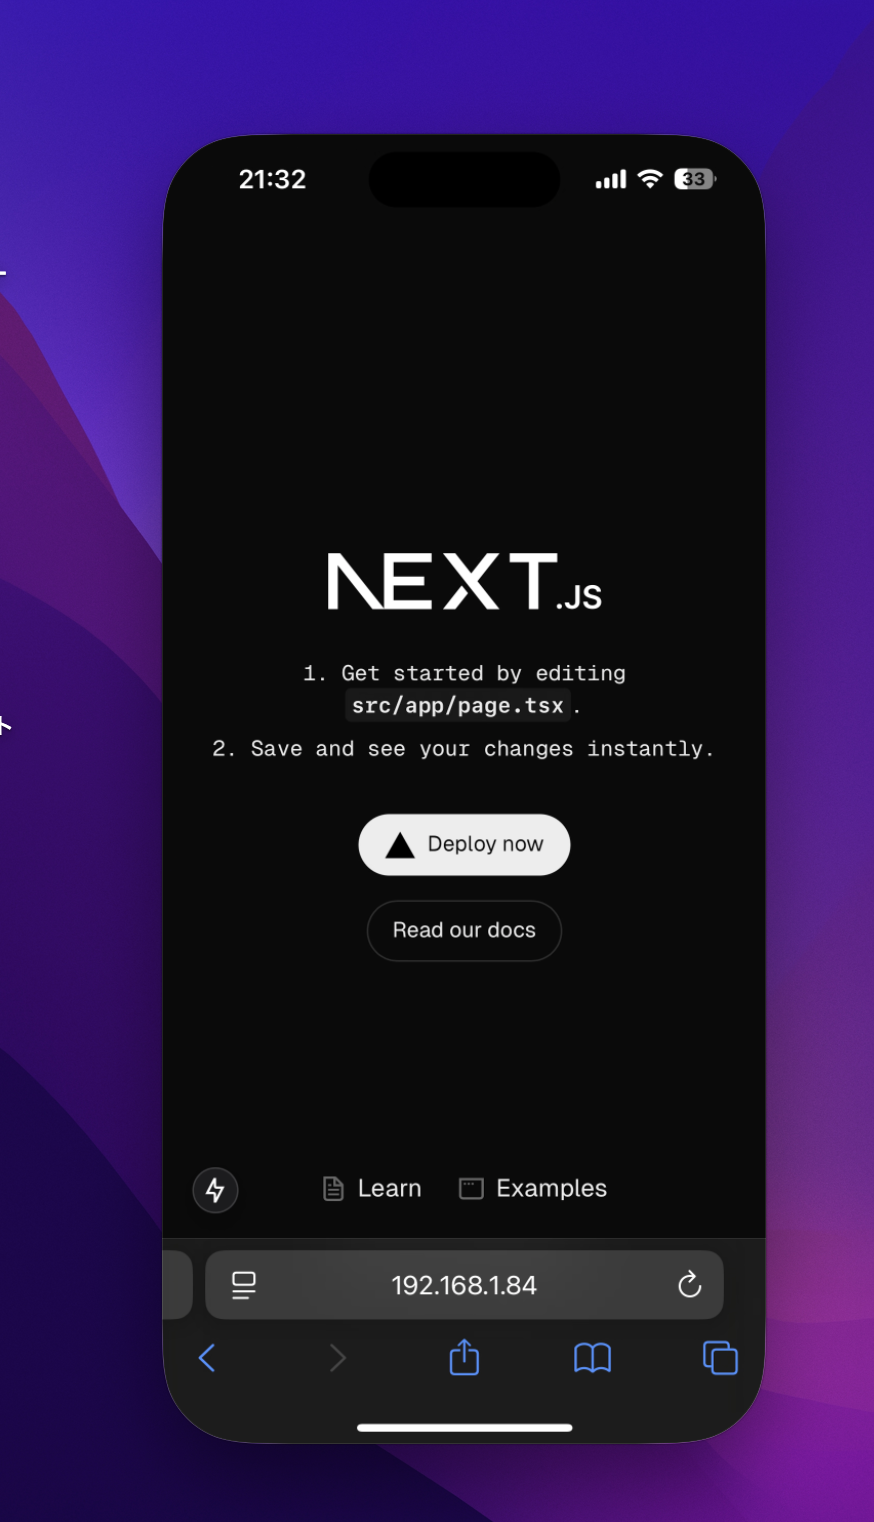 21:32
33
NEXT.JS
1. Get started by editing
src/app/page.tsx.
2. Save and see your changes instantly.
Deploy now
Read our docs
Learn
Examples
192.168.1.84